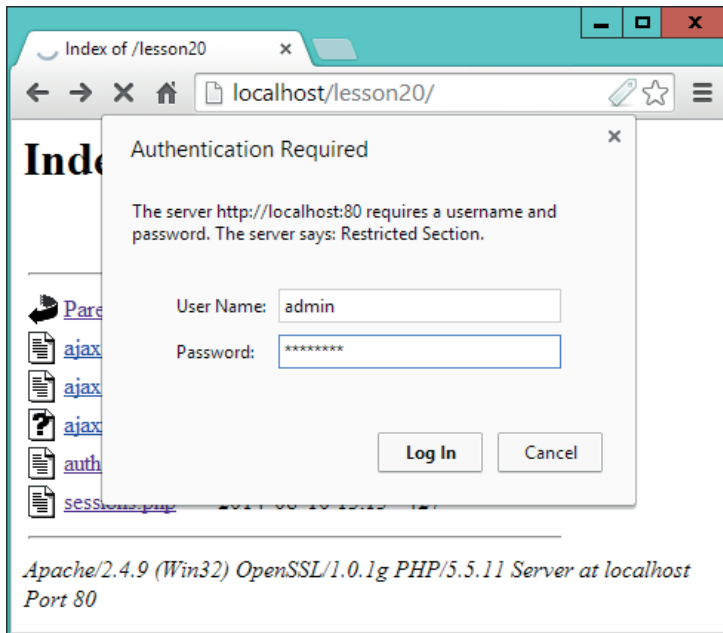 Index of /lesson20
localhost/lesson20/
Authentication Required
The server http://localhost:80 requires a username and
password. The server says: Restricted Section.
User Name: admin
Password: ********
Log In Cancel
Pare
ajax
ajax
ajax
auth
sessions.php
Apache/2.4.9 (Win32) OpenSSL/1.0.1g PHP/5.5.11 Server at localhost
Port 80